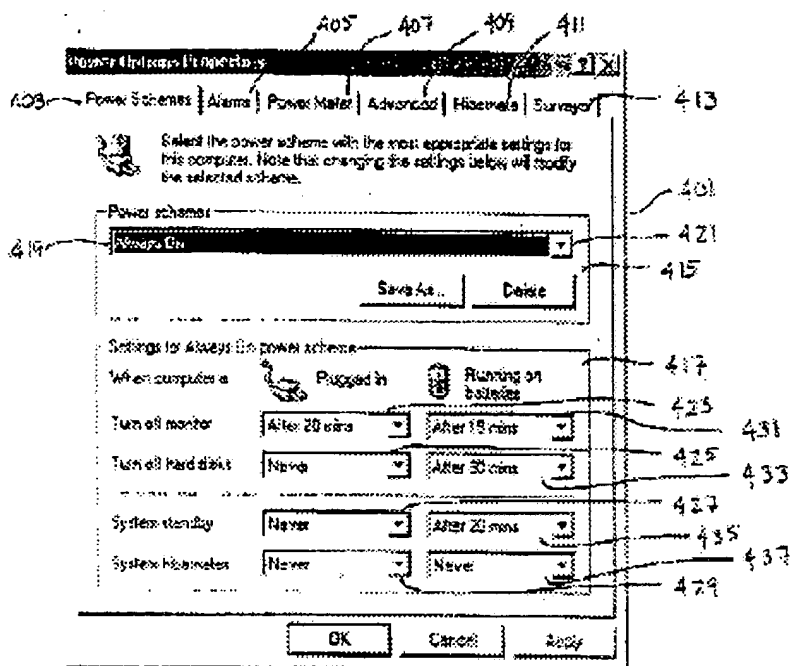 405 407 409 411
Power Options Properties
403 Power Schemes Alarms Power Meter Advanced Hibernate Surveyor 413
Select the power scheme with the most appropriate settings for
this computer. Note that changing the settings below will modify
the selected scheme.
401
Power schemes
419 Always On 421
415
Save As... Delete
Settings for Always On power scheme
417
When computer is: Plugged in Running on
batteries
423
Turn off monitor After 20 mins After 15 mins 431
425
Turn off hard disks Never After 30 mins 433
427
System standby Never After 20 mins 435
System hibernates Never Never 437
429
OK Cancel Apply